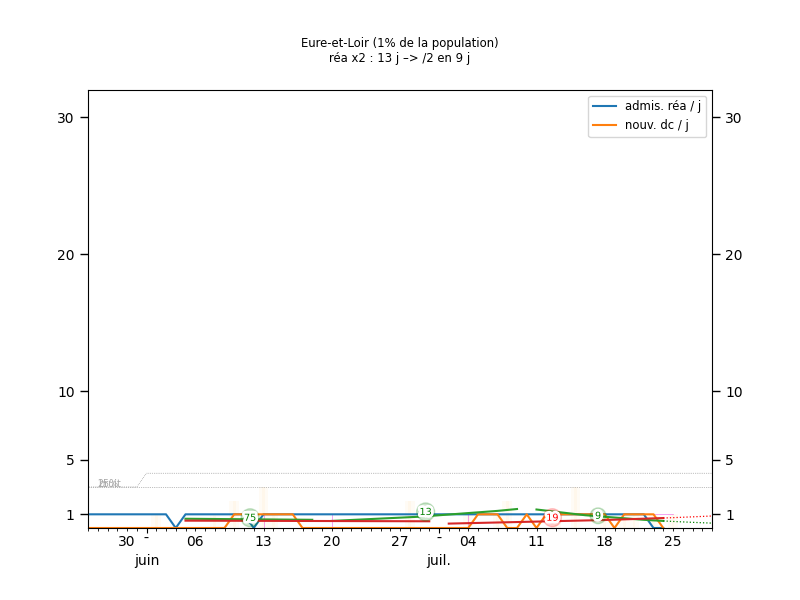 Eure-et-Loir (1% de la population)
réa x2 : 13 j –> /2 en 9 j
admis. réa / j
nouv. dc / j
30
20
10
5
1
30
20
10
5
1
75
13
19
9
30 - 06 13 20 27 - 04 11 18 25
juin juil.